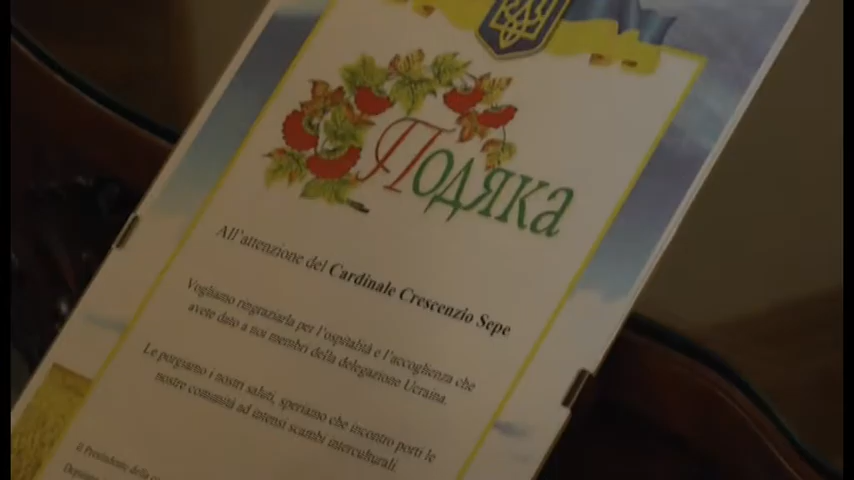 Подяка
All'attenzione del Cardinale Crescenzio Sepe
Vogliamo ringraziarla per l'ospitalità e l'accoglienza che
avete dato a noi membri della delegazione Ucraina.
Le porgiamo i nostri saluti, speriamo che incontro porti le
nostre comunità ad intensi scambi interculturali.
Il Presidente della